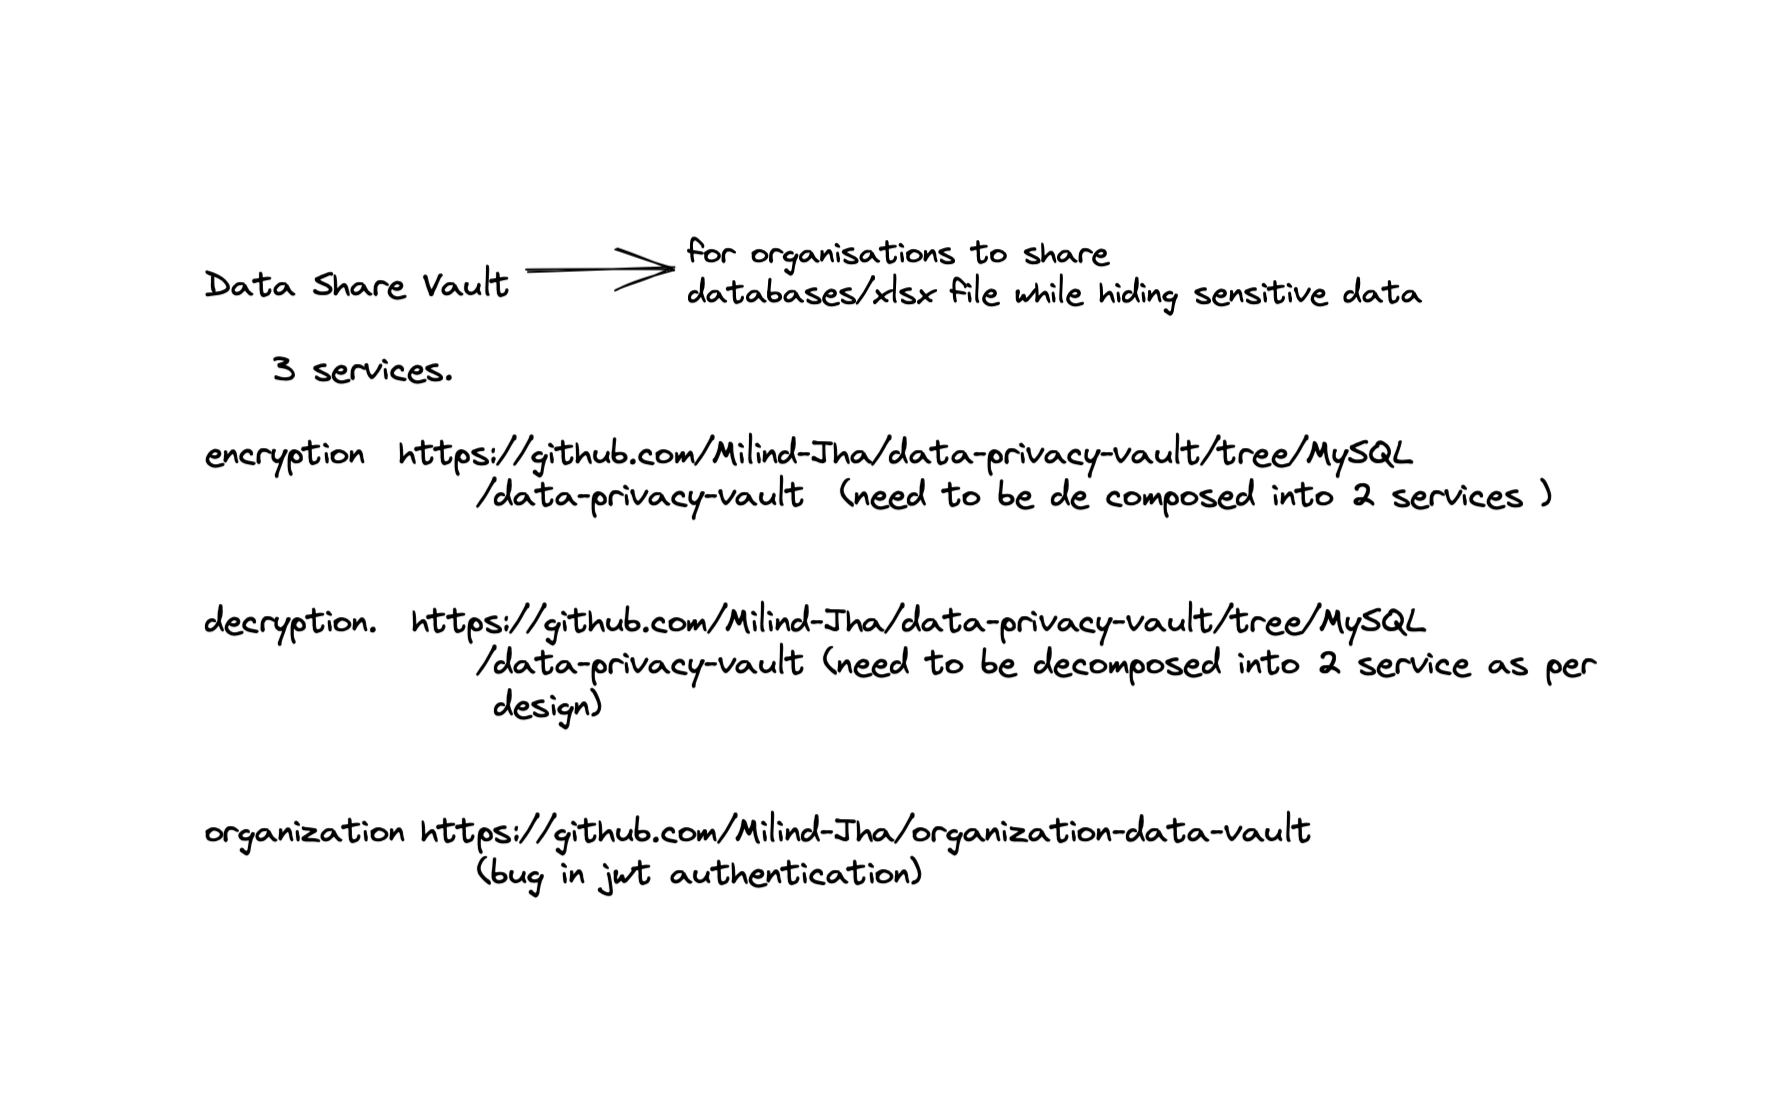 Data Share Vault
for organisations to share
databases/xlsx file while hiding sensitive data
3 services.
encryption https://github.com/Milind-Jha/data-privacy-vault/tree/MySQL
/data-privacy-vault (need to be de composed into 2 services )
decryption. https://github.com/Milind-Jha/data-privacy-vault/tree/MySQL
/data-privacy-vault (need to be decomposed into 2 service as per
design)
organization https://github.com/Milind-Jha/organization-data-vault
(bug in jwt authentication)